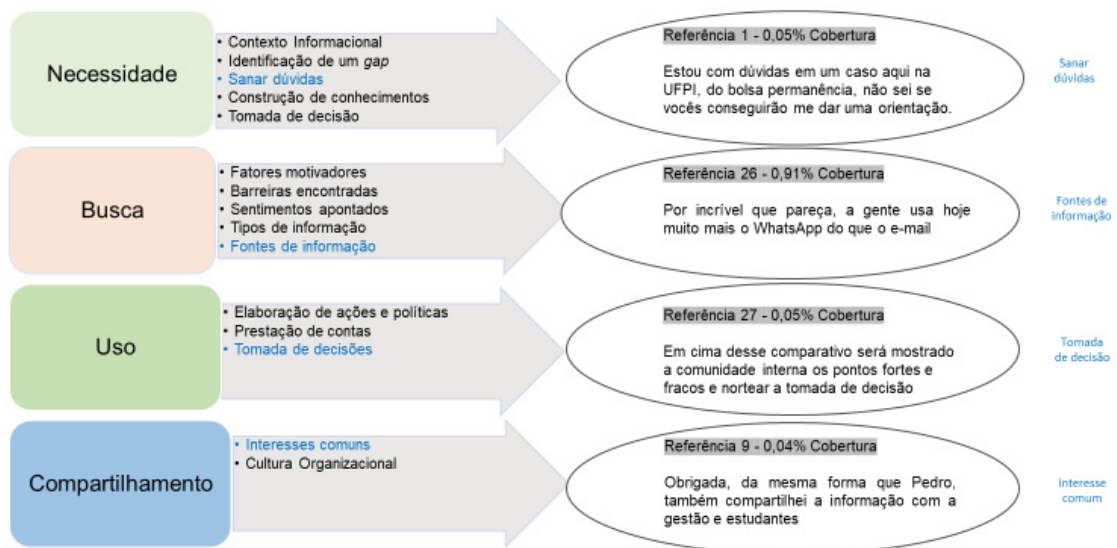 Necessidade
• Contexto Informacional
• Identificação de um gap
• Sanar dúvidas
• Construção de conhecimentos
• Tomada de decisão
Referência 1 - 0,05% Cobertura
Estou com dúvidas em um caso aqui na
UFPI, do bolsa permanência, não sei se
vocês conseguirão me dar uma orientação.
Sanar
dúvidas
Busca
• Fatores motivadores
• Barreiras encontradas
• Sentimentos apontados
• Tipos de informação
• Fontes de informação
Referência 26 - 0,91% Cobertura
Por incrível que pareça, a gente usa hoje
muito mais o WhatsApp do que o e-mail
Fontes de
informação
Uso
• Elaboração de ações e políticas
• Prestação de contas
• Tomada de decisões
Referência 27 - 0,05% Cobertura
Em cima desse comparativo será mostrado
a comunidade interna os pontos fortes e
fracos e nortear a tomada de decisão
Tomada
de decisão
Compartilhamento
• Interesses comuns
• Cultura Organizacional
Referência 9 - 0,04% Cobertura
Obrigada, da mesma forma que Pedro,
também compartilhei a informação com a
gestão e estudantes
Interesse
comum